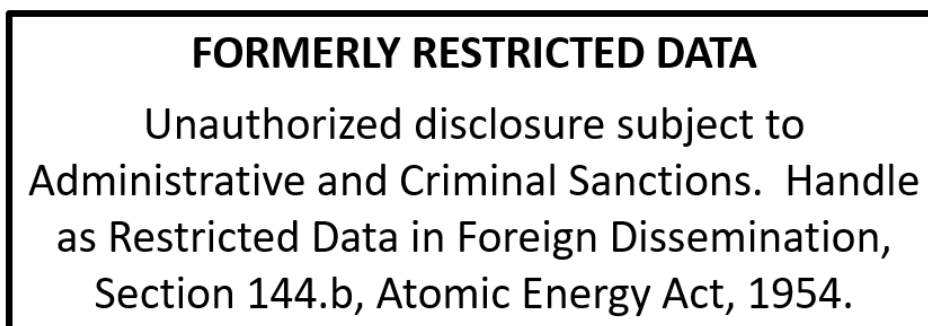 FORMERLY RESTRICTED DATA
Unauthorized disclosure subject to
Administrative and Criminal Sanctions.  Handle
as Restricted Data in Foreign Dissemination,
Section 144.b, Atomic Energy Act, 1954.